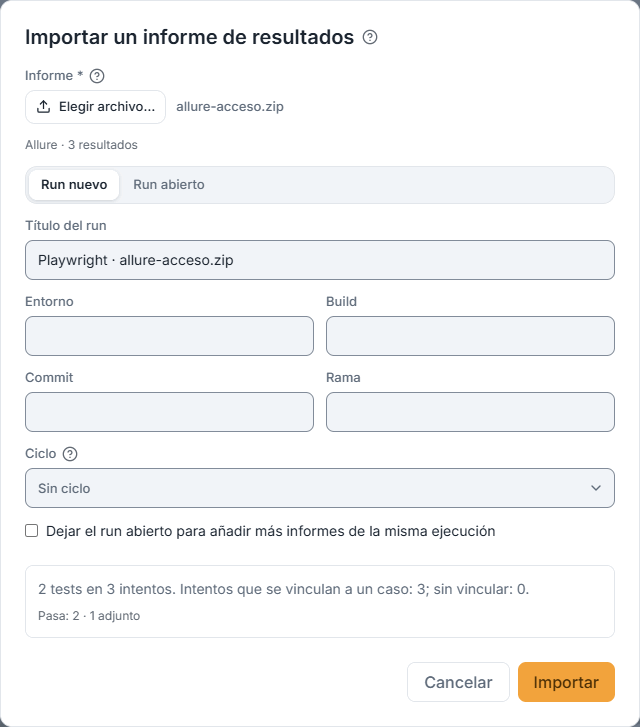 Importar un informe de resultados
Informe *
Elegir archivo...
allure-acceso.zip
Allure · 3 resultados
Run nuevo
Run abierto
Título del run
Playwright · allure-acceso.zip
Entorno
Build
Commit
Rama
Ciclo
Sin ciclo
Dejar el run abierto para añadir más informes de la misma ejecución
2 tests en 3 intentos. Intentos que se vinculan a un caso: 3; sin vincular: 0.
Pasa: 2 · 1 adjunto
Cancelar
Importar